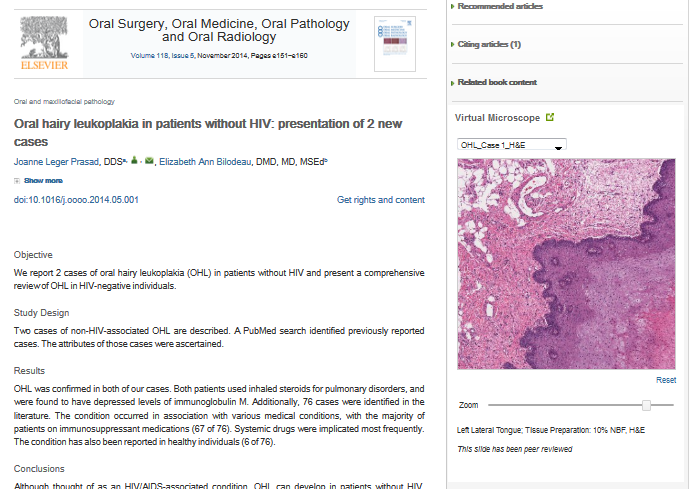 Oral Surgery, Oral Medicine, Oral Pathology
and Oral Radiology
Volume 118, Issue 5, November 2014, Pages e151–e160
ELSEVIER
Oral and maxillofacial pathology
Oral hairy leukoplakia in patients without HIV: presentation of 2 new
cases
Joanne Leger Prasad, DDSa, , , Elizabeth Ann Bilodeau, DMD, MD, MSEdb
Show more
doi:10.1016/j.oooo.2014.05.001 Get rights and content
Objective
We report 2 cases of oral hairy leukoplakia (OHL) in patients without HIV and present a comprehensive
review of OHL in HIV-negative individuals.
Study Design
Two cases of non-HIV-associated OHL are described. A PubMed search identified previously reported
cases. The attributes of those cases were ascertained.
Results
OHL was confirmed in both of our cases. Both patients used inhaled steroids for pulmonary disorders, and
were found to have depressed levels of immunoglobulin M. Additionally, 76 cases were identified in the
literature. The condition occurred in association with various medical conditions, with the majority of
patients on immunosuppressant medications (67 of 76). Systemic drugs were implicated most frequently.
The condition has also been reported in healthy individuals (6 of 76).
Conclusions
Although thought of as an HIV/AIDS-associated condition, OHL can develop in patients without HIV.
Recommended articles
Citing articles (1)
Related book content
Virtual Microscope
OHL_Case 1_H&E
Reset
Zoom
Left Lateral Tongue; Tissue Preparation: 10% NBF, H&E
This slide has been peer reviewed